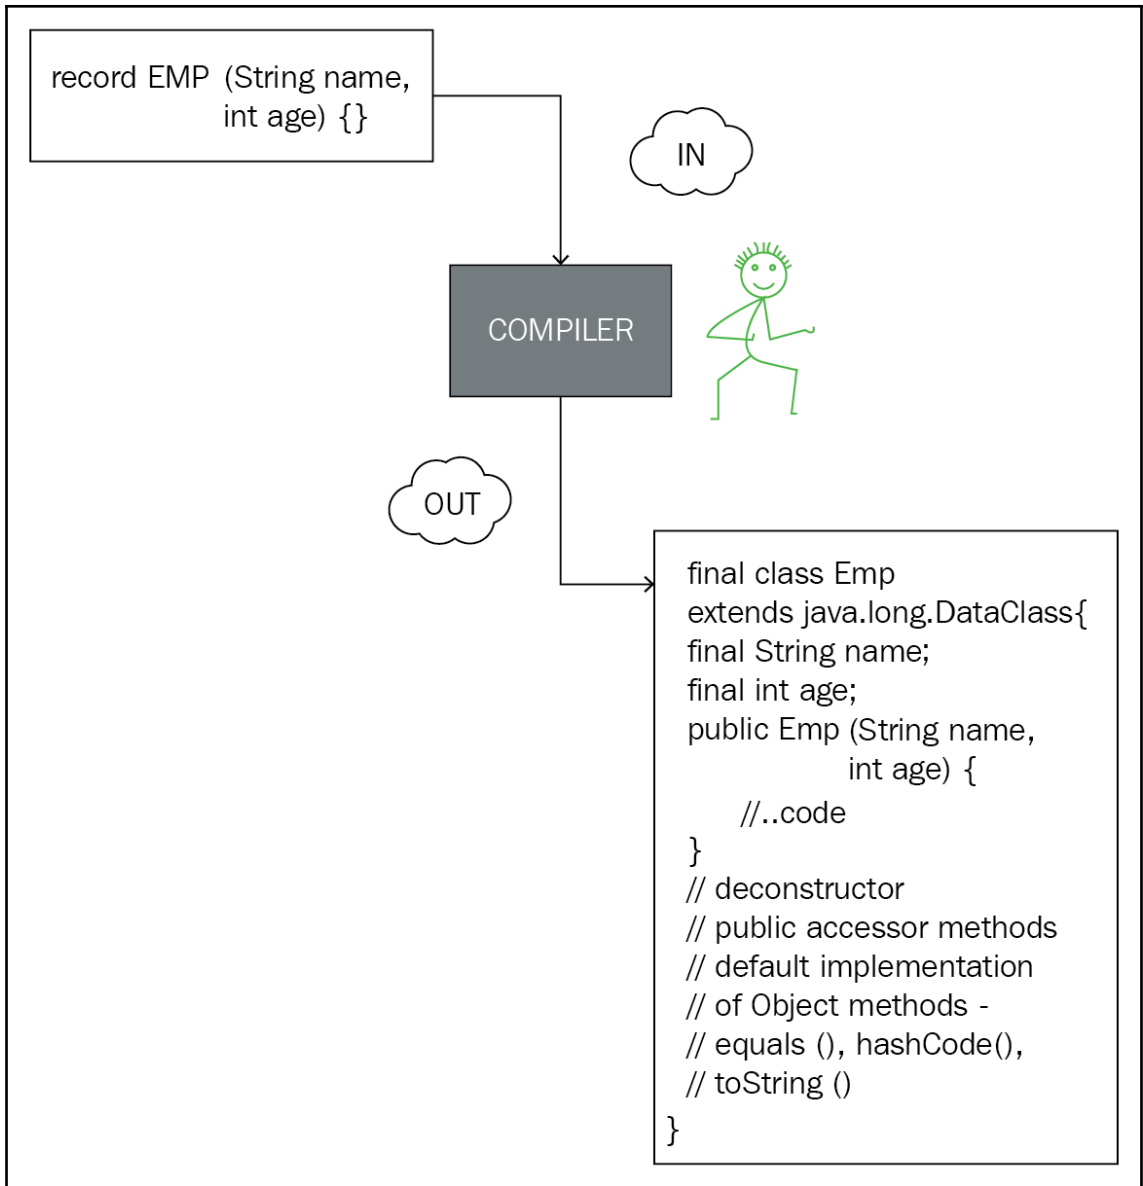 record EMP (String name,
int age) {}
IN
COMPILER
OUT
final class Emp
extends java.long.DataClass{
final String name;
final int age;
public Emp (String name,
int age) {
//..code
}
// deconstructor
// public accessor methods
// default implementation
// of Object methods -
// equals (), hashCode(),
// toString ()
}